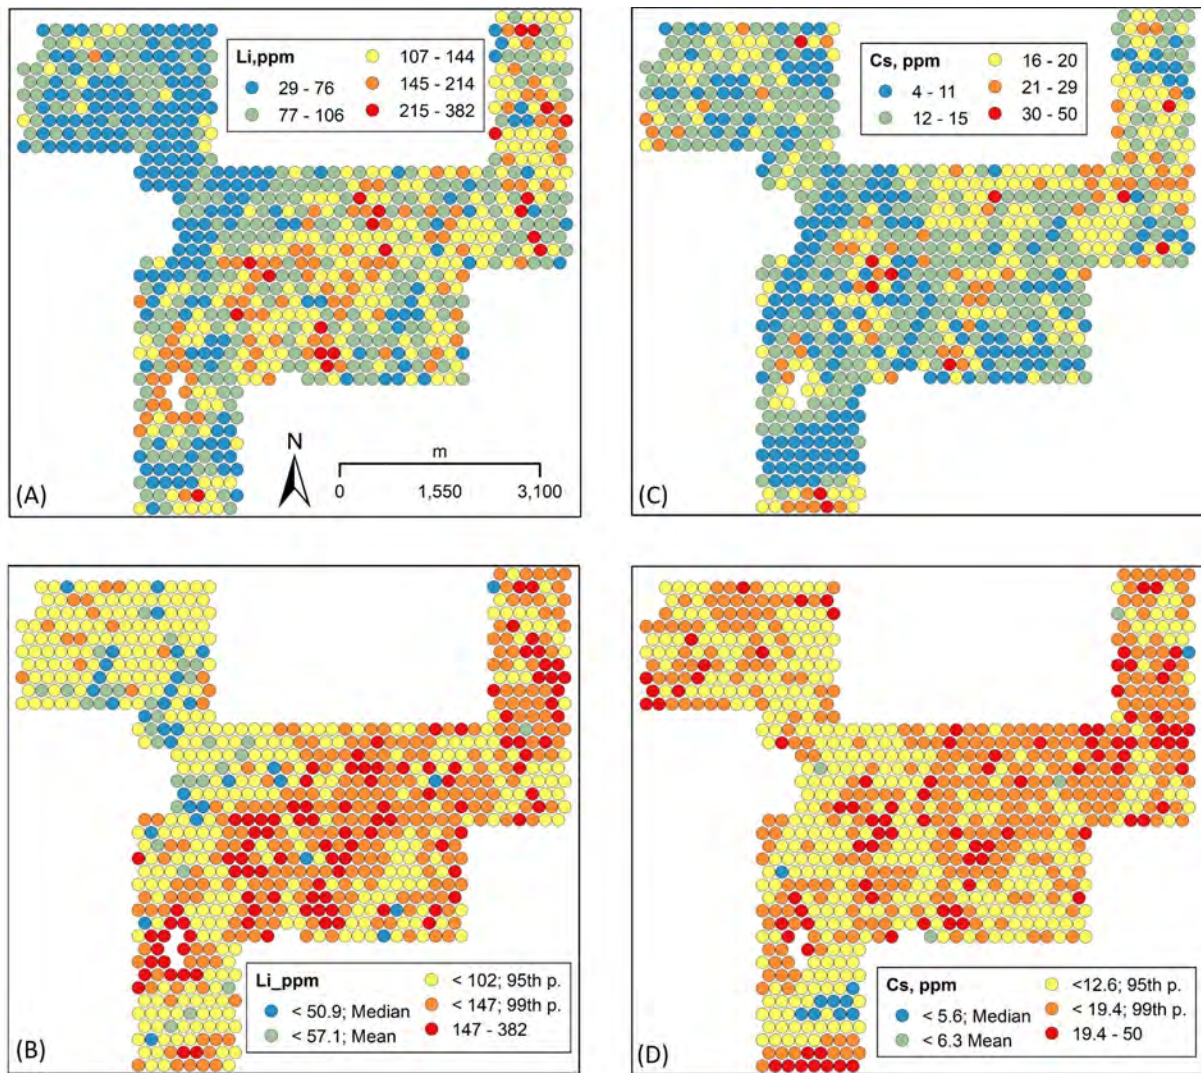 Li,ppm
29 - 76
77 - 106
107 - 144
145 - 214
215 - 382
N
m
0 1,550 3,100
(A)
Cs, ppm
4 - 11
12 - 15
16 - 20
21 - 29
30 - 50
(C)
Li_ppm
< 50.9; Median
< 57.1; Mean
< 102; 95th p.
< 147; 99th p.
147 - 382
(B)
Cs, ppm
< 5.6; Median
< 6.3 Mean
<12.6; 95th p.
< 19.4; 99th p.
19.4 - 50
(D)